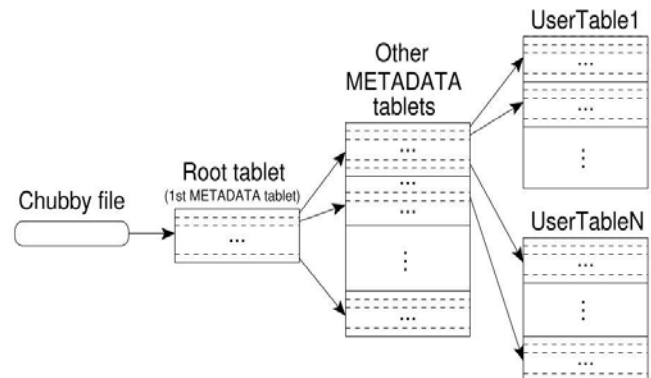 UserTable1
Other
METADATA
tablets
Root tablet
(1st METADATA tablet)
Chubby file
UserTableN
...
...
...
...
...
...
...
...
...
...
...